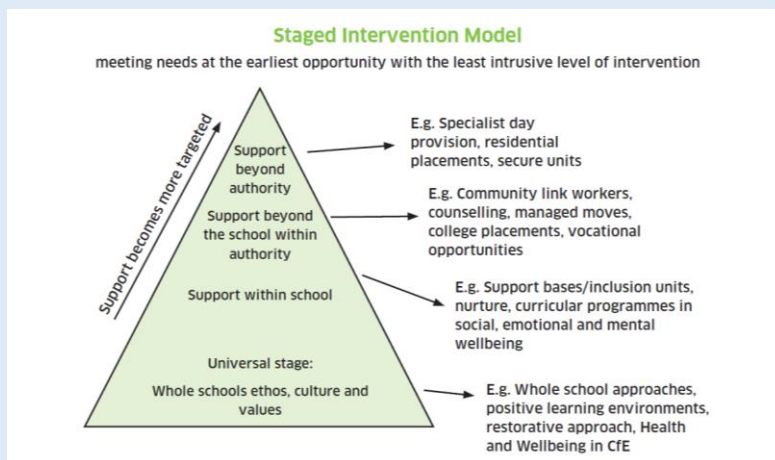 Staged Intervention Model
meeting needs at the earliest opportunity with the least intrusive level of intervention
Support becomes more targeted
Support
beyond
authority
E.g. Specialist day
provision, residential
placements, secure units
Support beyond
the school within
authority
E.g. Community link workers,
counselling, managed moves,
college placements, vocational
opportunities
Support within school
E.g. Support bases/inclusion units,
nurture, curricular programmes in
social, emotional and mental
wellbeing
Universal stage:
Whole schools ethos, culture and
values
E.g. Whole school approaches,
positive learning environments,
restorative approach, Health
and Wellbeing in CfE